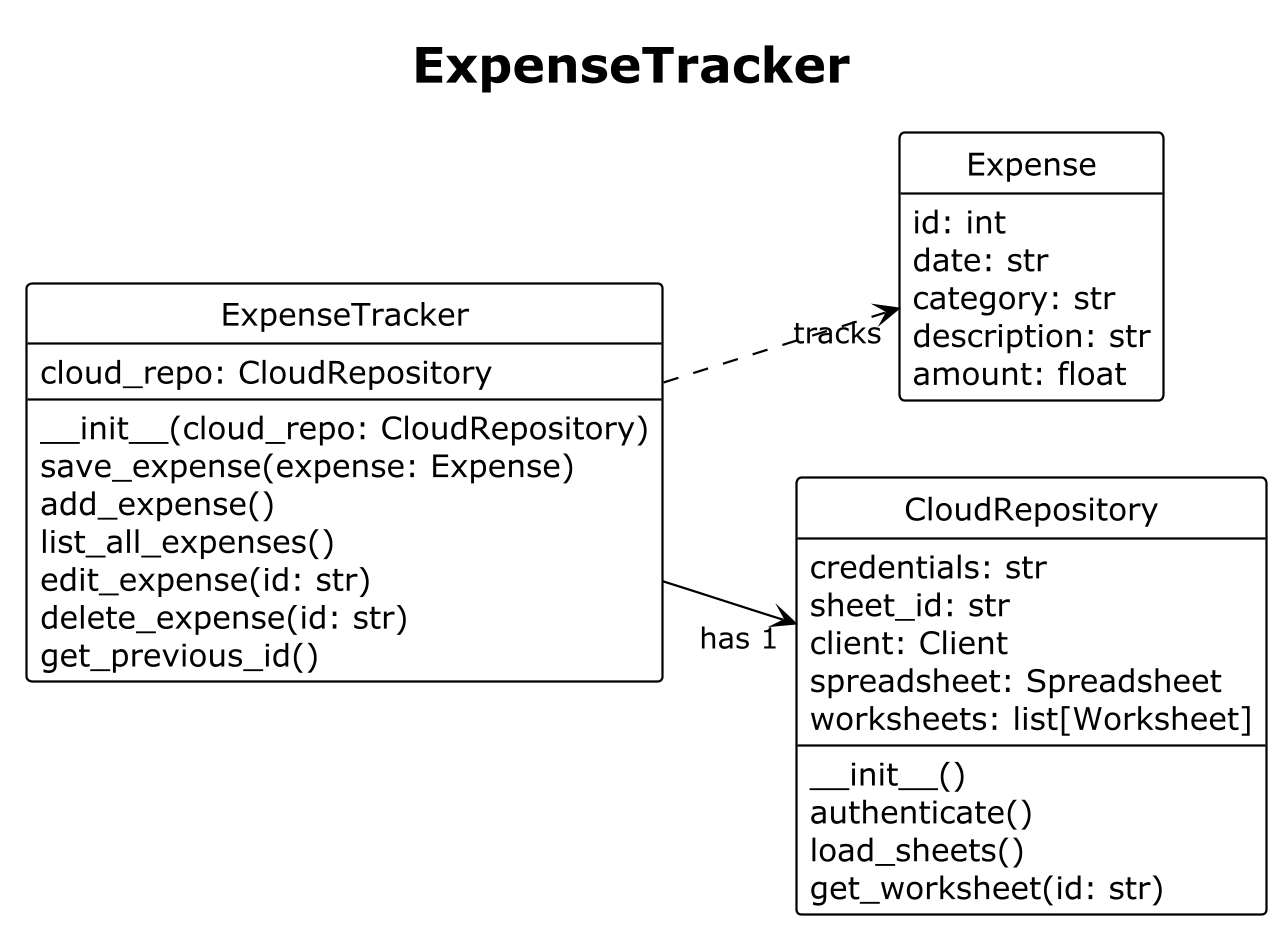 ExpenseTracker
Expense
id: int
date: str
category: str
description: str
amount: float
ExpenseTracker
cloud_repo: CloudRepository
__init__(cloud_repo: CloudRepository)
save_expense(expense: Expense)
add_expense()
list_all_expenses()
edit_expense(id: str)
delete_expense(id: str)
get_previous_id()
tracks
has 1
CloudRepository
credentials: str
sheet_id: str
client: Client
spreadsheet: Spreadsheet
worksheets: list[Worksheet]
__init__()
authenticate()
load_sheets()
get_worksheet(id: str)